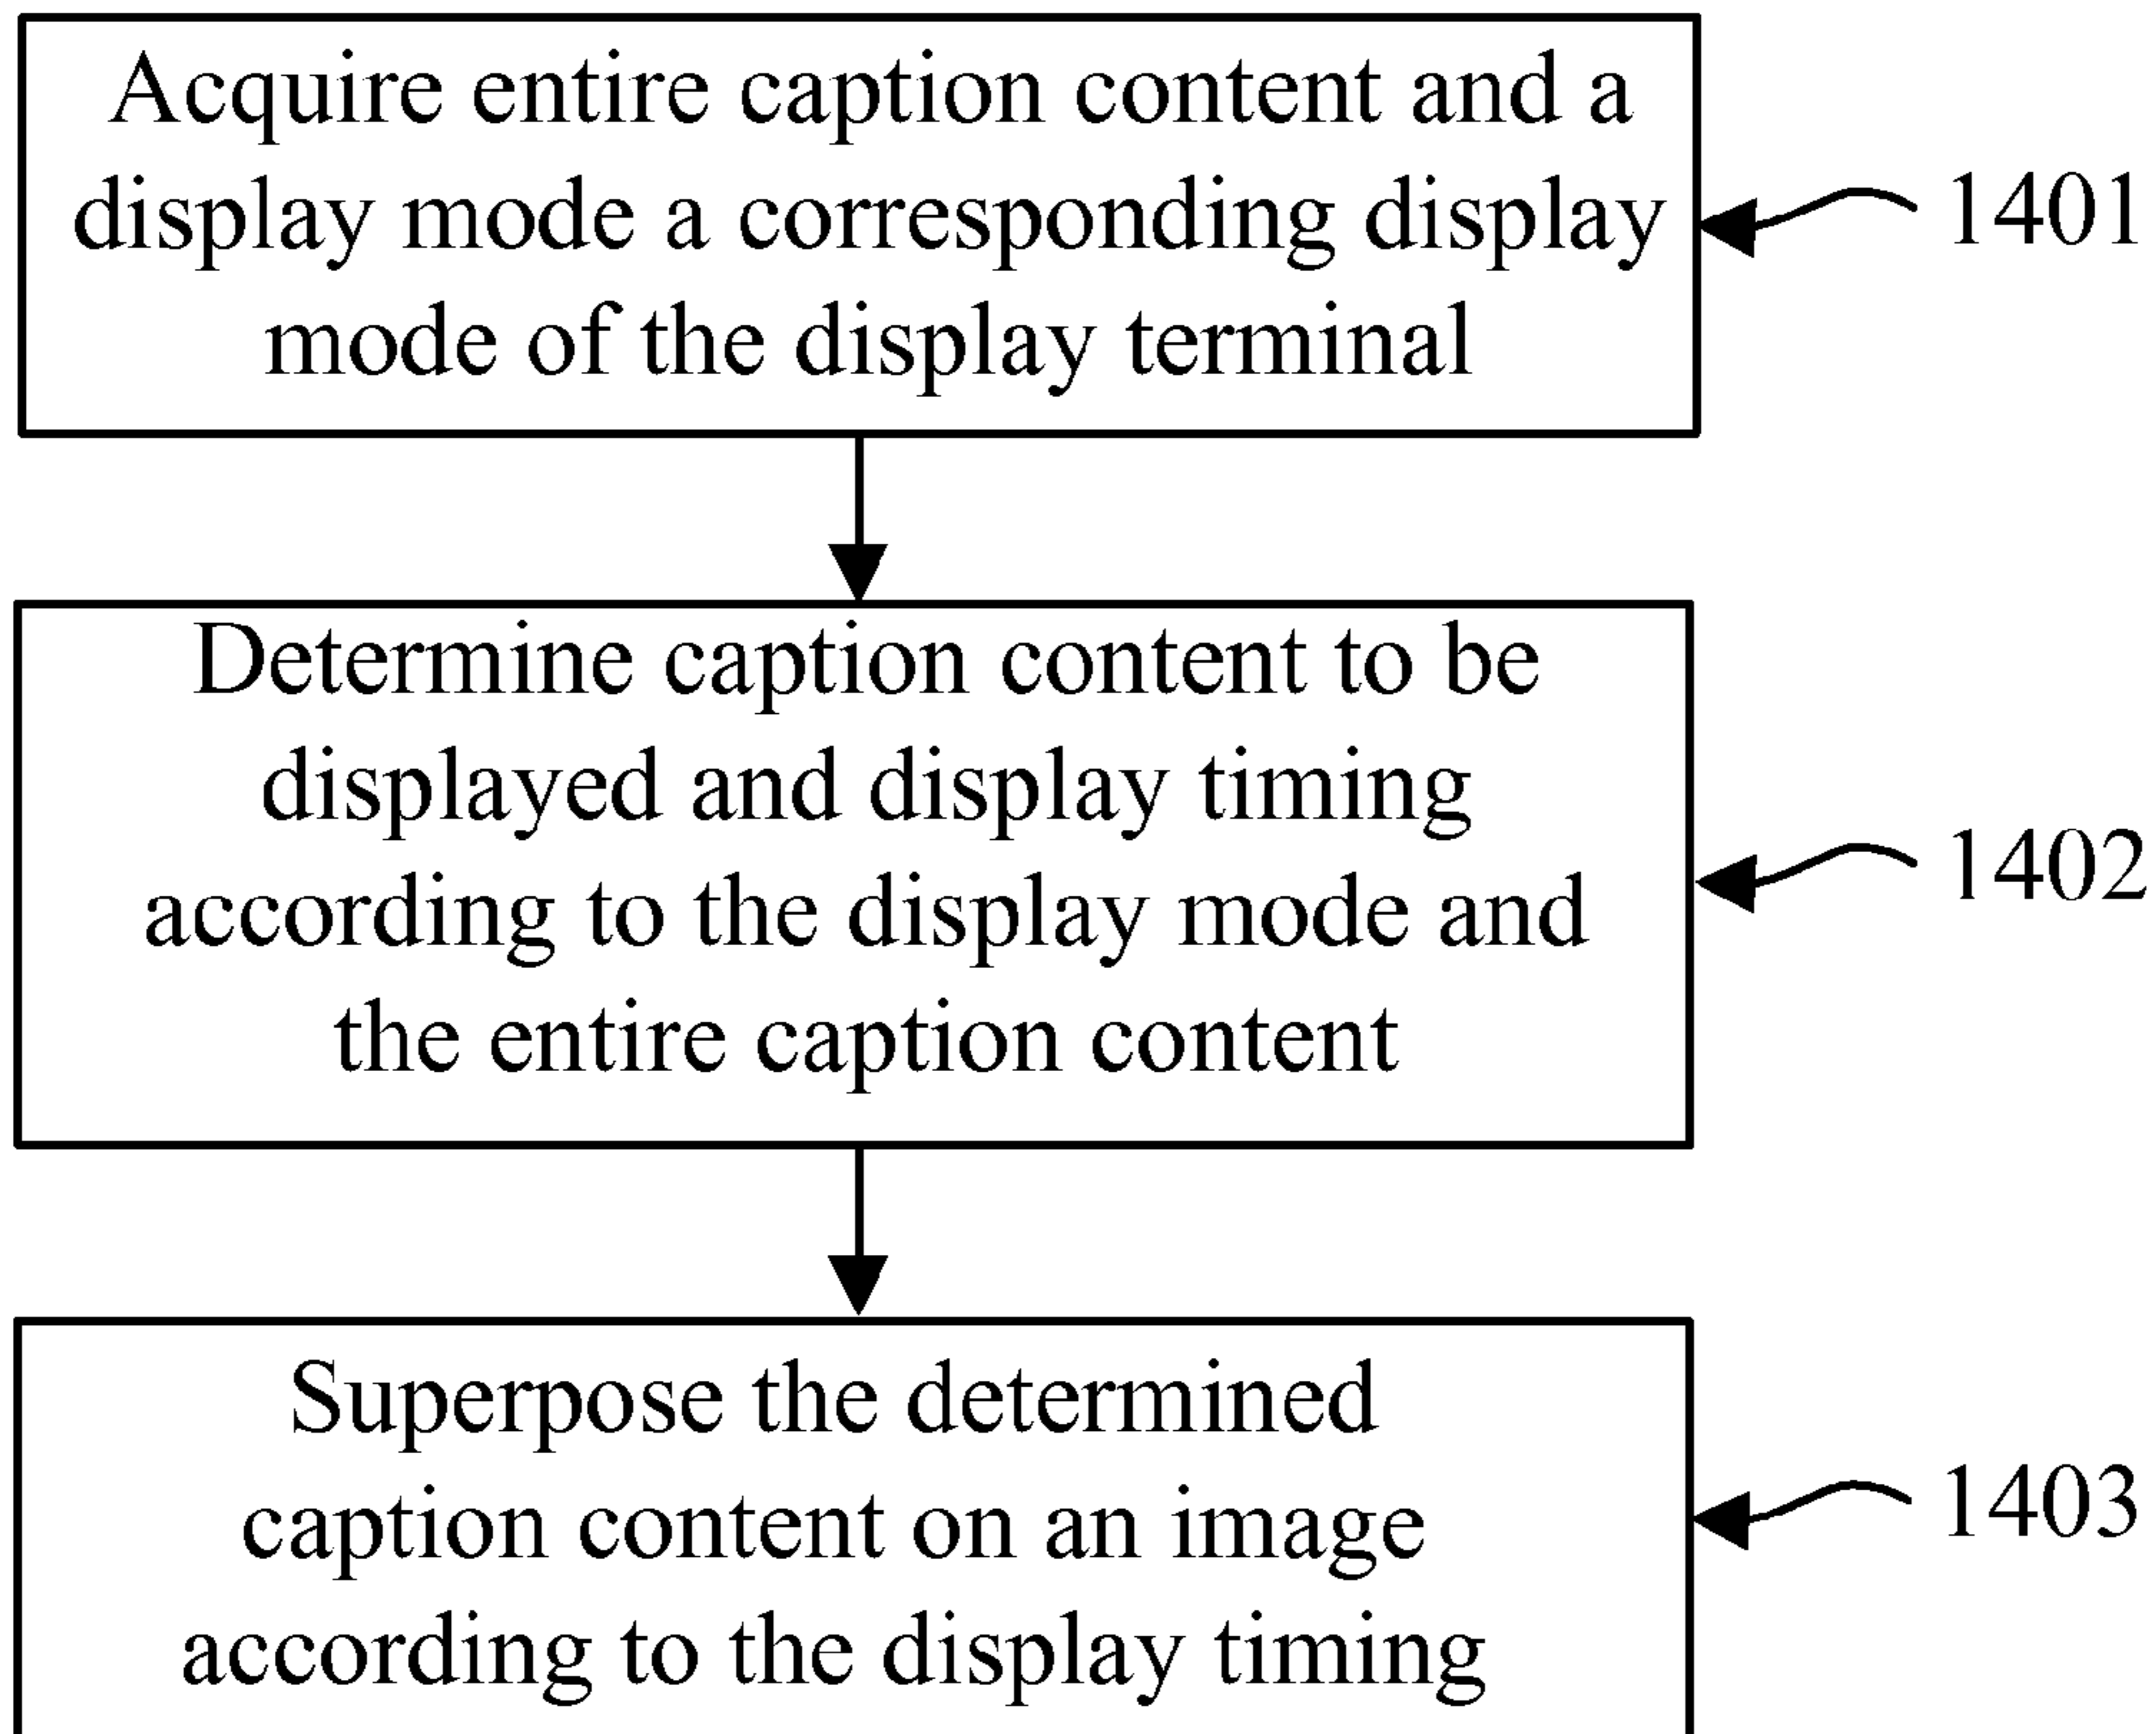 Acquire entire caption content and a
display mode a corresponding display
mode of the display terminal
1401
Determine caption content to be
displayed and display timing
according to the display mode and
the entire caption content
1402
Superpose the determined
caption content on an image
according to the display timing
1403